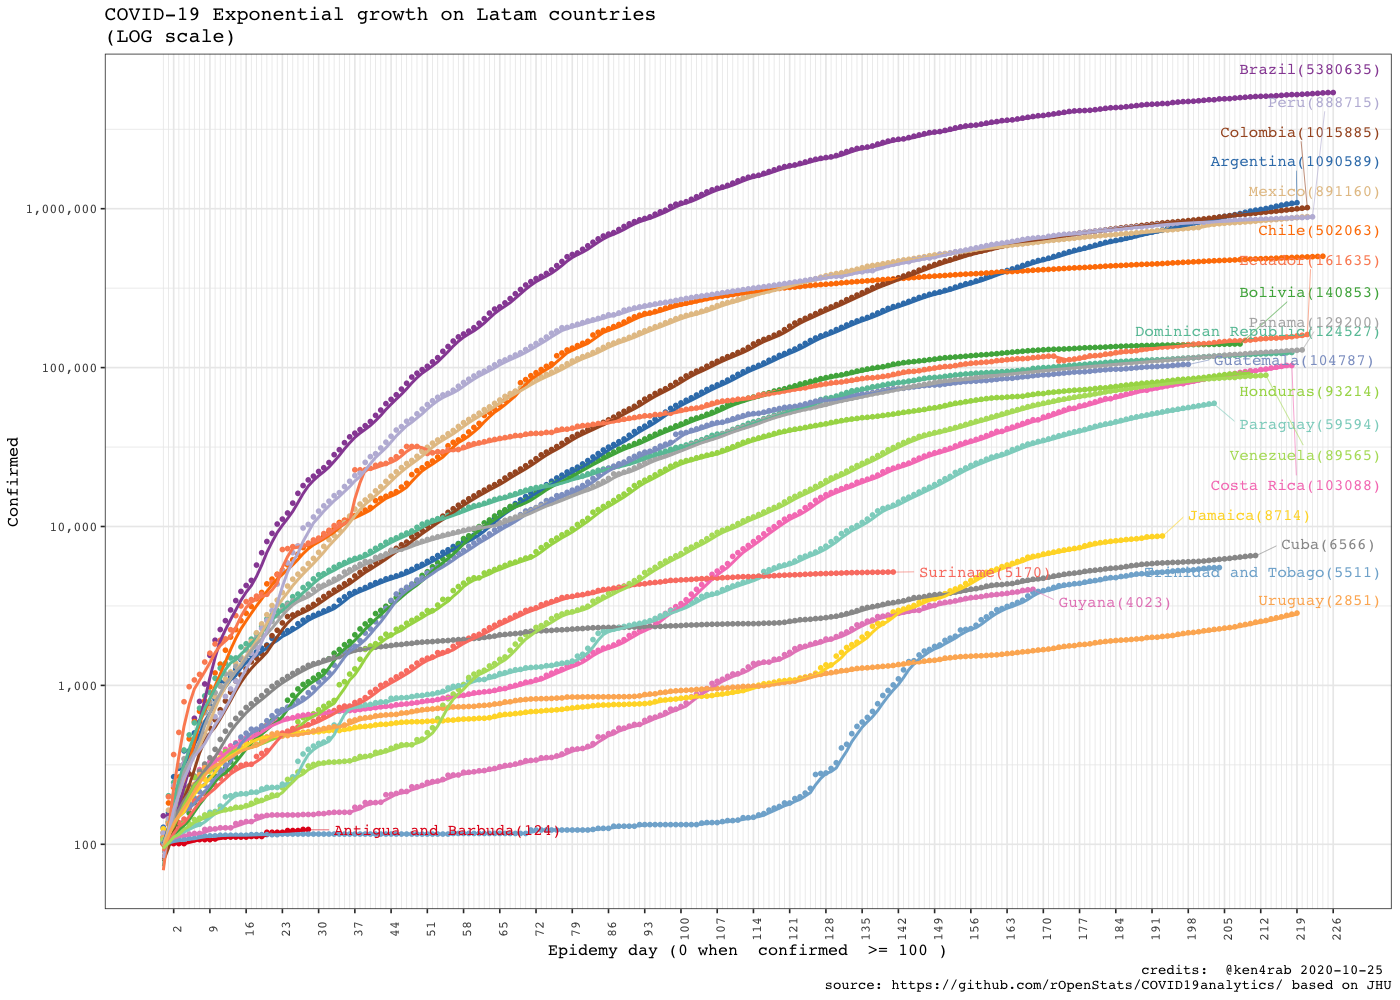 COVID-19 Exponential growth on Latam countries
(LOG scale)
Brazil(5380635)
Peru(888715)
Colombia(1015885)
Argentina(1090589)
Mexico(891160)
Chile(502063)
Ecuador(161635)
Bolivia(140853)
Panama(129200)
Dominican Republic(124527)
Guatemala(104787)
Honduras(93214)
Paraguay(59594)
Venezuela(89565)
Costa Rica(103088)
Jamaica(8714)
Cuba(6566)
Suriname(5170)
Trinidad and Tobago(5511)
Guyana(4023)
Uruguay(2851)
Antigua and Barbuda(124)
Confirmed
1,000,000
100,000
10,000
1,000
100
2 9 16 23 30 37 44 51 58 65 72 79 86 93 100 107 114 121 128 135 142 149 156 163 170 177 184 191 198 205 212 219 226
Epidemy day (0 when  confirmed  >= 100 )
credits:  @ken4rab 2020-10-25
source: https://github.com/rOpenStats/COVID19analytics/ based on JHU